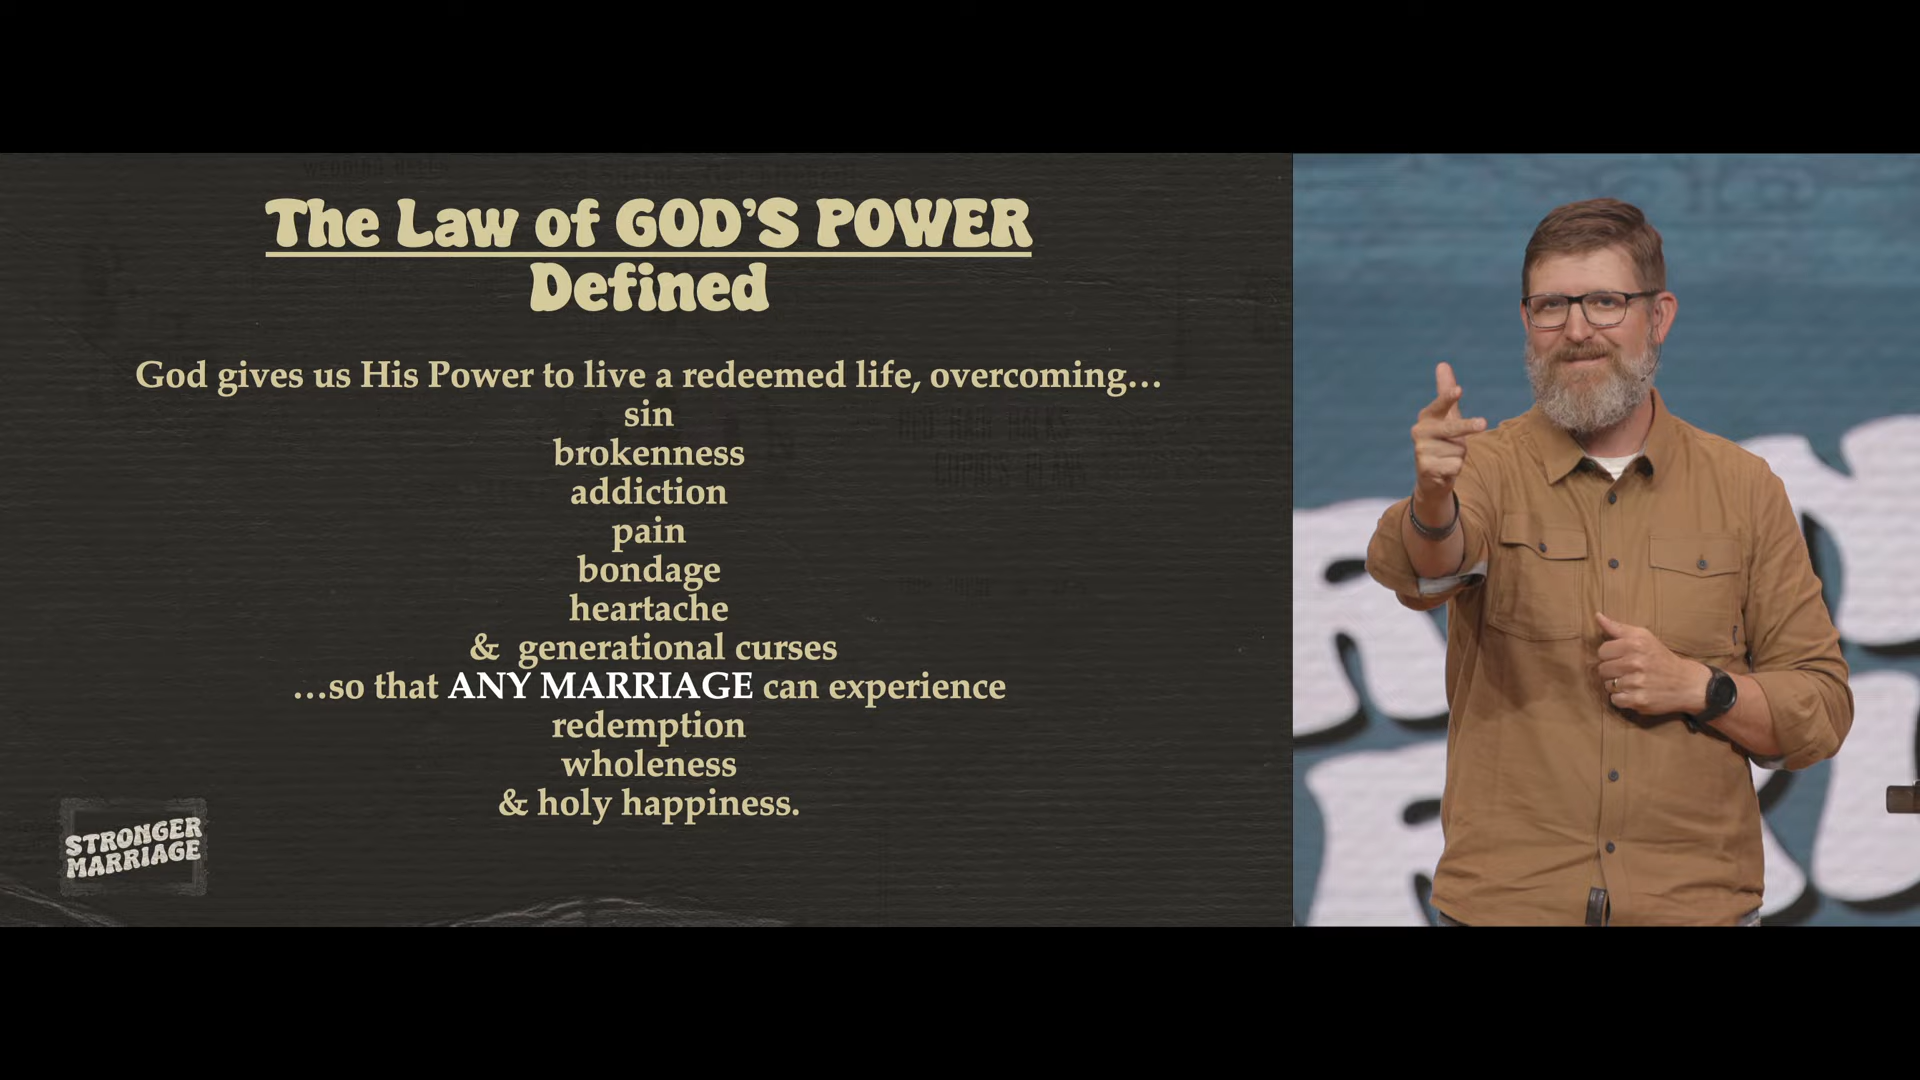 The Law of GOD'S POWER
Defined
God gives us His Power to live a redeemed life, overcoming…
sin
brokenness
addiction
pain
bondage
heartache
& generational curses
…so that ANY MARRIAGE can experience
redemption
wholeness
& holy happiness.
STRONGER
MARRIAGE